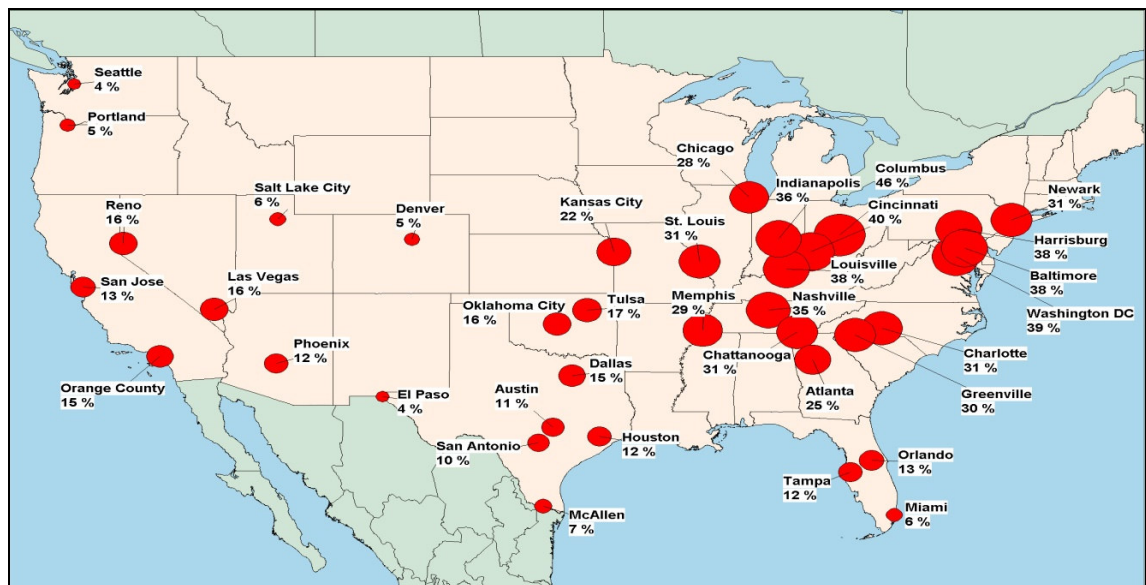 Seattle
4 %
Portland
5 %
Chicago
28 %
Columbus
46 %
Indianapolis
36 %
Salt Lake City
6 %
Newark
31 %
Reno
16 %
Kansas City
22 %
Denver
5 %
Cincinnati
40 %
St. Louis
31 %
Harrisburg
38 %
Louisville
38 %
Baltimore
38 %
San Jose
13 %
Las Vegas
16 %
Oklahoma City
16 %
Tulsa
17 %
Memphis
29 %
Nashville
35 %
Washington DC
39 %
Phoenix
12 %
Chattanooga
31 %
Charlotte
31 %
Dallas
15 %
Orange County
15 %
El Paso
4 %
Austin
11 %
Atlanta
25 %
Greenville
30 %
San Antonio
10 %
Houston
12 %
Orlando
13 %
Tampa
12 %
McAllen
7 %
Miami
6 %